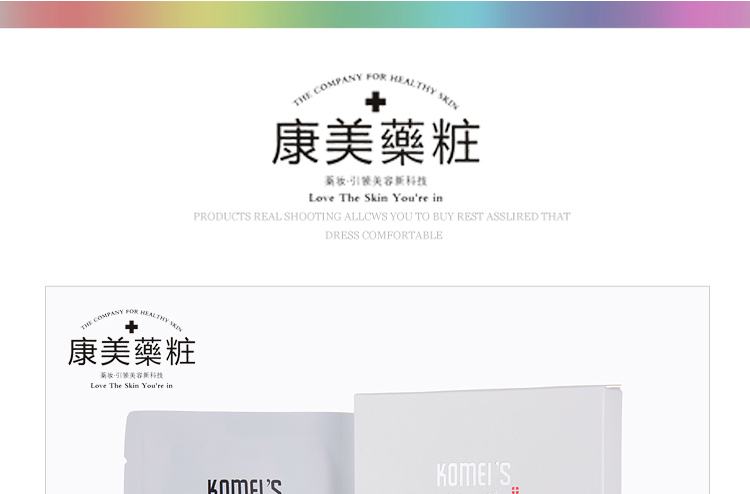 THE COMPANY FOR HEALTHY SKIN
康美藥粧
藥妝·引领美容新科技
Love The Skin You're in
PRODUCTS REAL SHOOTING ALLCWS YOU TO BUY REST ASSLIRED THAT
DRESS COMFORTABLE
THE COMPANY FOR HEALTHY SKIN
康美藥粧
藥妝·引领美容新科技
Love The Skin You're in
KOMEI'S
KOMEI'S